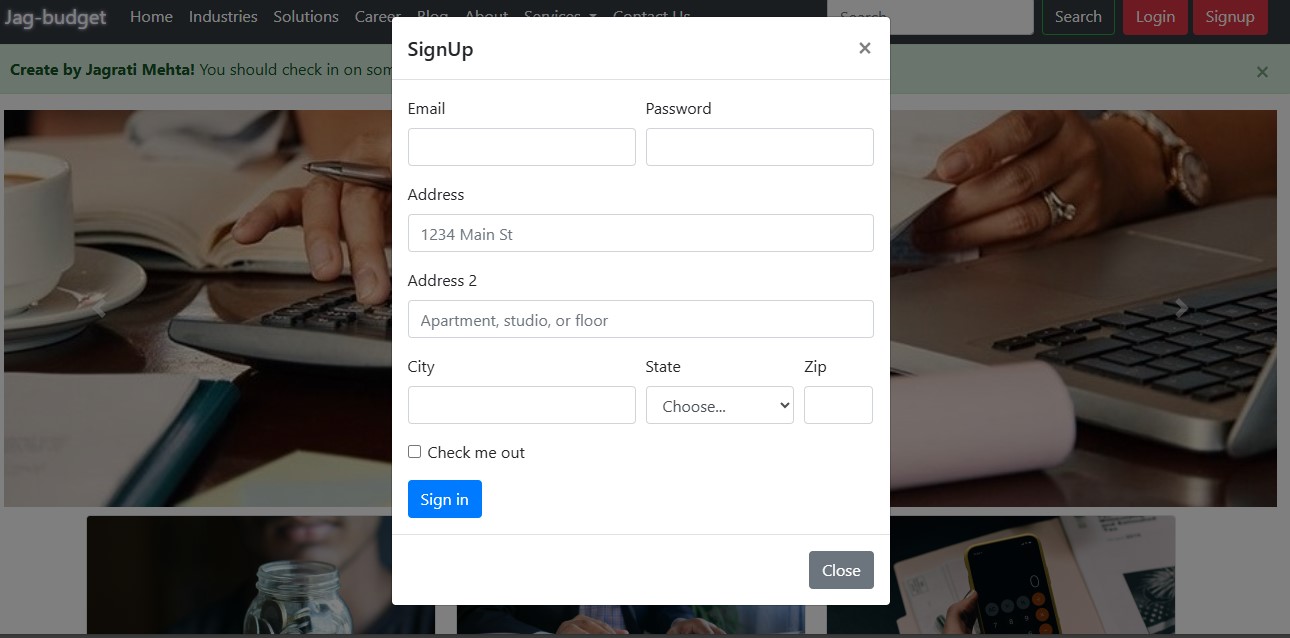 Jag-budget Home Industries Solutions Career Blog About Services Contact Us Search Search Login Signup
SignUp ×
Create by Jagrati Mehta! You should check in on som ×
Email Password
Address
1234 Main St
Address 2
Apartment, studio, or floor
City State Zip
Choose...
Check me out
Sign in
Close